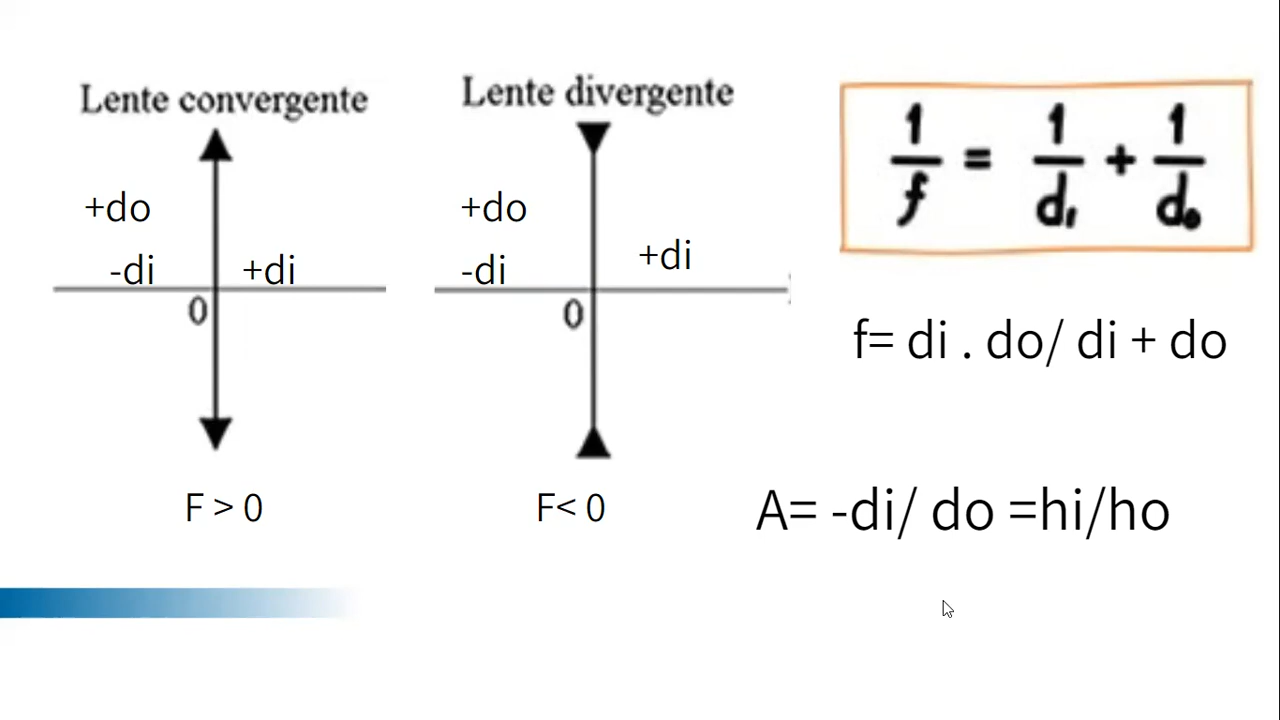 Lente convergente
+do
-di
+di
0
F > 0
Lente divergente
+do
-di
+di
0
F< 0
1/f = 1/di + 1/do
f= di . do/ di + do
A= -di/ do =hi/ho